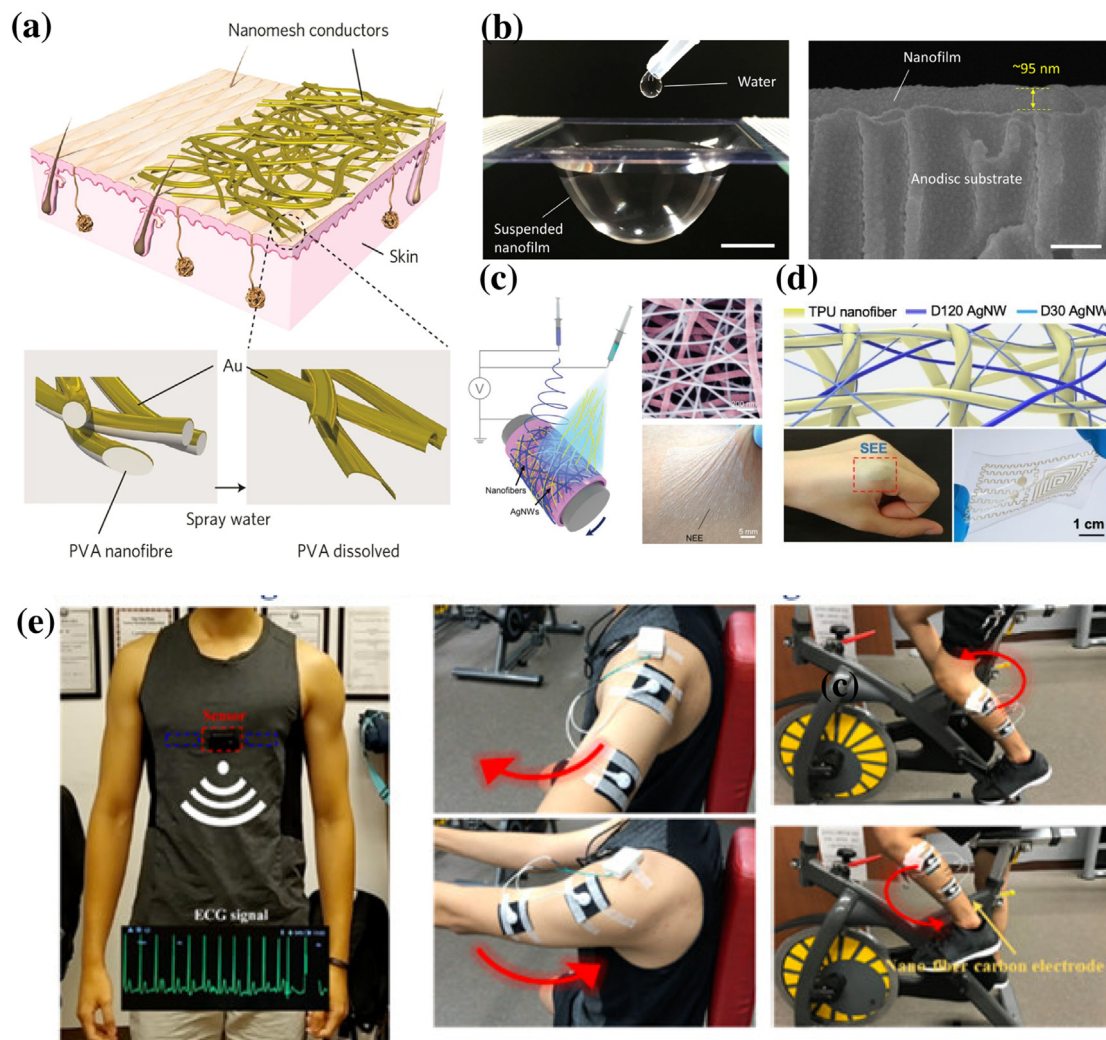 (a)
Nanomesh conductors
Skin
Au
Spray water
PVA nanofibre
PVA dissolved
(b)
Water
Suspended
nanofilm
Nanofilm
~95 nm
Anodisc substrate
(c)
V
Nanofibers
AgNWs
200 nm
NEE
5 mm
(d)
TPU nanofiber
D120 AgNW
D30 AgNW
SEE
1 cm
(e)
Sensor
ECG signal
(c)
Nano fiber carbon electrode